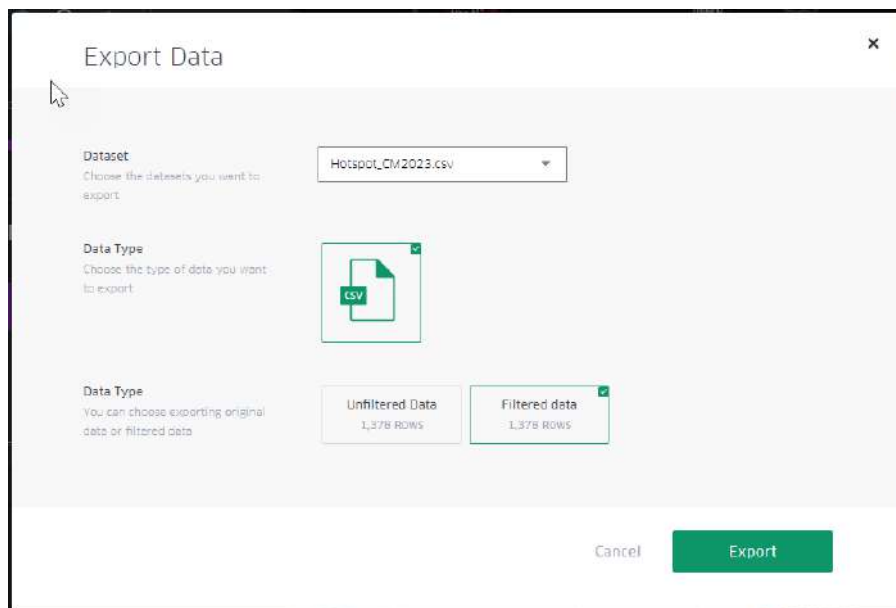 Export Data
Dataset
Choose the datasets you want to
export
Hotspot_CM2023.csv
Data Type
Choose the type of data you want
to export
CSV
Data Type
You can choose exporting original
data or filtered data
Unfiltered Data
1,378 ROWS
Filtered data
1,378 ROWS
Cancel
Export